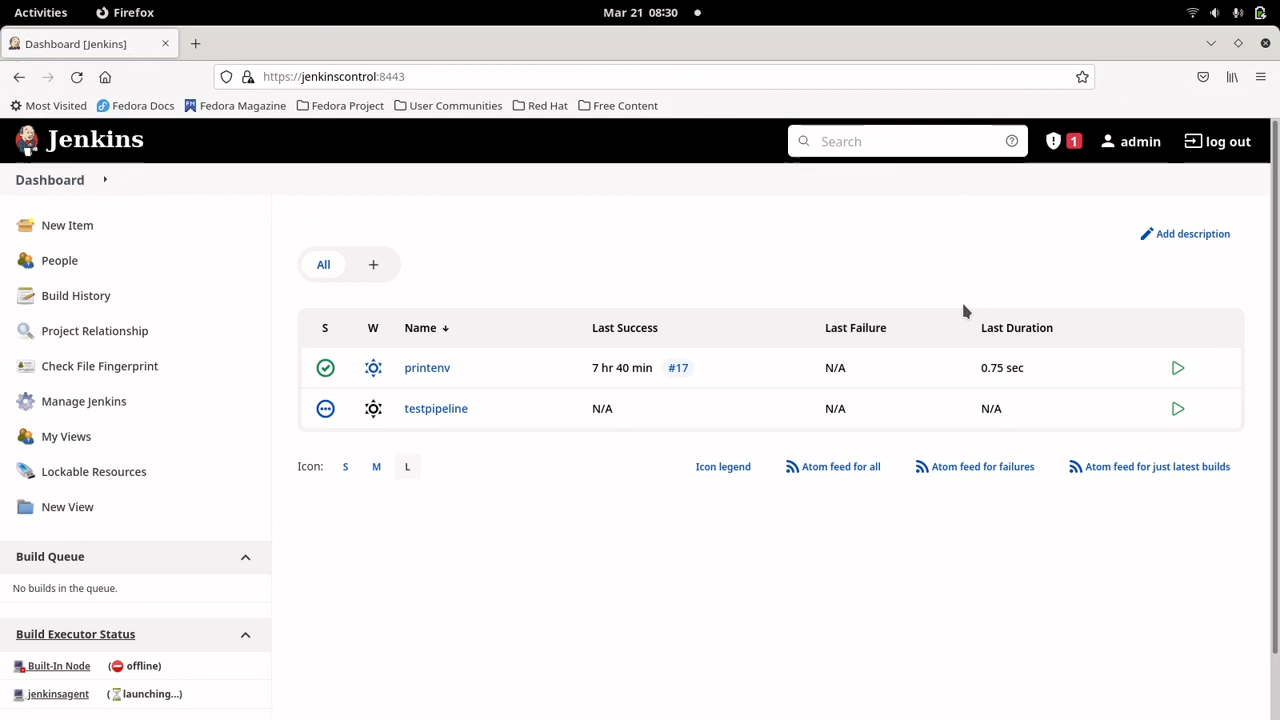 Activities Firefox Mar 21 08:30
Dashboard [Jenkins]
https://jenkinscontrol:8443
Most Visited Fedora Docs Fedora Magazine Fedora Project User Communities Red Hat Free Content
Jenkins Search 1 admin log out
Dashboard
New Item
People
Build History
Project Relationship
Check File Fingerprint
Manage Jenkins
My Views
Lockable Resources
New View
Build Queue
No builds in the queue.
Build Executor Status
Built-In Node (offline)
jenkinsagent (launching...)
Add description
All +
S W Name ↓ Last Success Last Failure Last Duration
printenv 7 hr 40 min #17 N/A 0.75 sec
testpipeline N/A N/A N/A
Icon: S M L Icon legend Atom feed for all Atom feed for failures Atom feed for just latest builds